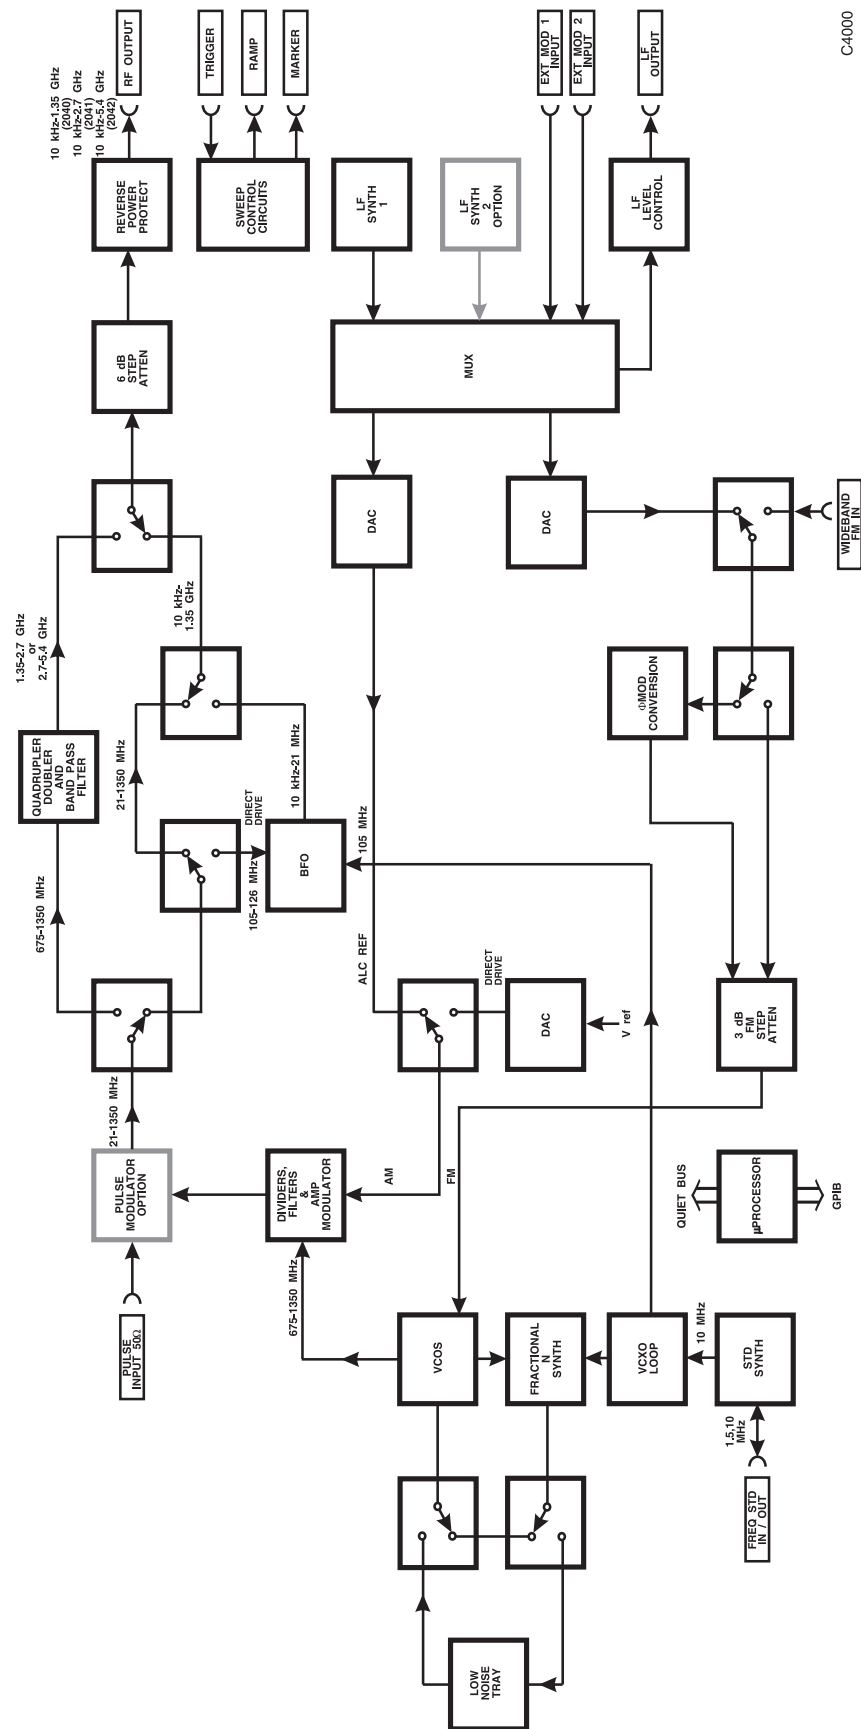 10 kHz-1.35 GHz
(2040)
10 kHz-2.7 GHz
(2041)
10 kHz-5.4 GHz
(2042)
RF OUTPUT
TRIGGER
RAMP
MARKER
EXT MOD 1
INPUT
EXT MOD 2
INPUT
LF
OUTPUT
C4000
REVERSE
POWER
PROTECT
SWEEP
CONTROL
CIRCUITS
LF
SYNTH
1
LF
SYNTH
2
OPTION
LF
LEVEL
CONTROL
6 dB
STEP
ATTEN
MUX
DAC
DAC
WIDEBAND
FM IN
1.35-2.7 GHz
or
2.7-5.4 GHz
10 kHz-
1.35 GHz
QUADRUPLER
DOUBLER
AND
BAND PASS
FILTER
21-1350 MHz
10 kHz-21 MHz
ΦMOD
CONVERSION
675-1350 MHz
DIRECT
DRIVE
105-126 MHz
BFO
105 MHz
ALC REF
DIRECT
DRIVE
DAC
V ref
3 dB
FM
STEP
ATTEN
21-1350 MHz
PULSE
MODULATOR
OPTION
DIVIDERS,
FILTERS
&
AMP
MODULATOR
AM
FM
QUIET BUS
µPROCESSOR
GPIB
PULSE
INPUT 50Ω
675-1350 MHz
VCOS
FRACTIONAL
N
SYNTH
VCXO
LOOP
10 MHz
STD
SYNTH
1.5,10
MHz
FREQ STD
IN / OUT
LOW
NOISE
TRAY